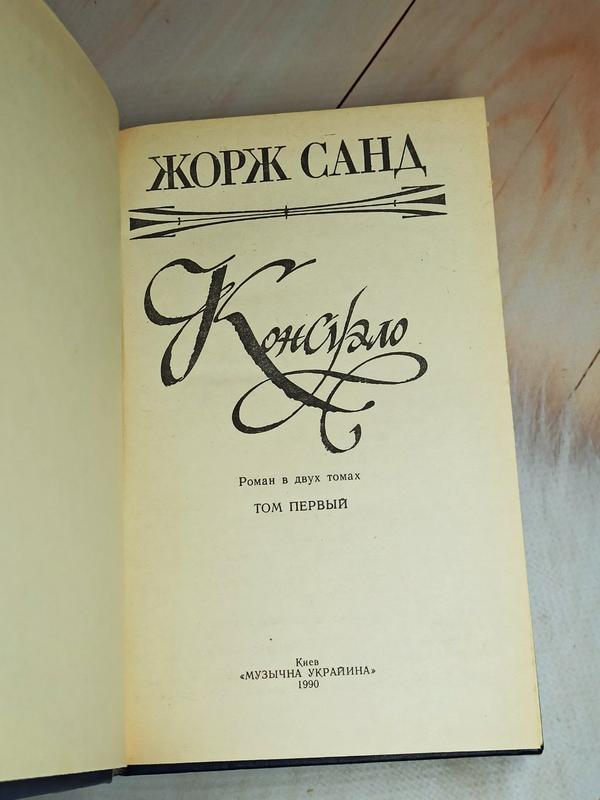 ЖОРЖ САНД
Консуэло
Роман в двух томах
ТОМ ПЕРВЫЙ
Киев
«МУЗЫЧНА УКРАЙИНА»
1990